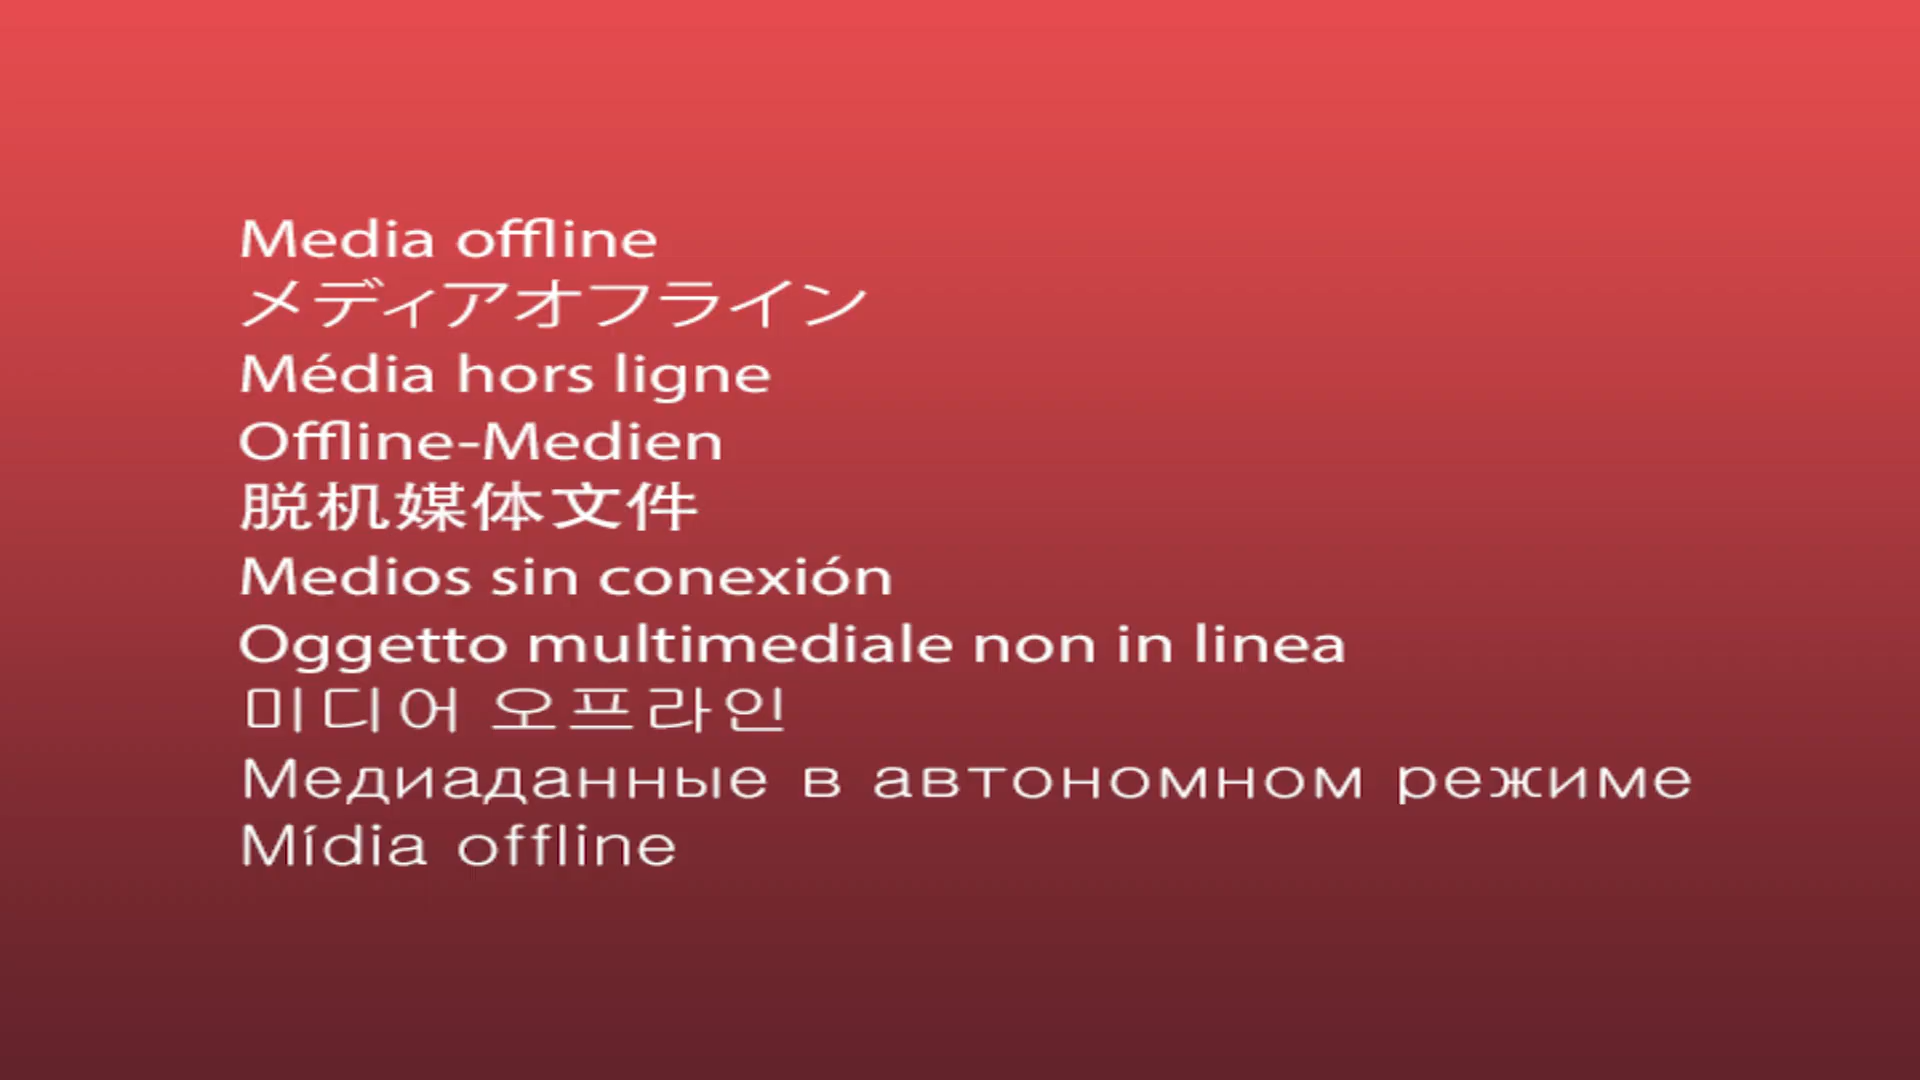 Media offline
メディアオフライン
Média hors ligne
Offline-Medien
脱机媒体文件
Medios sin conexión
Oggetto multimediale non in linea
미디어 오프라인
Медиаданные в автономном режиме
Mídia offline